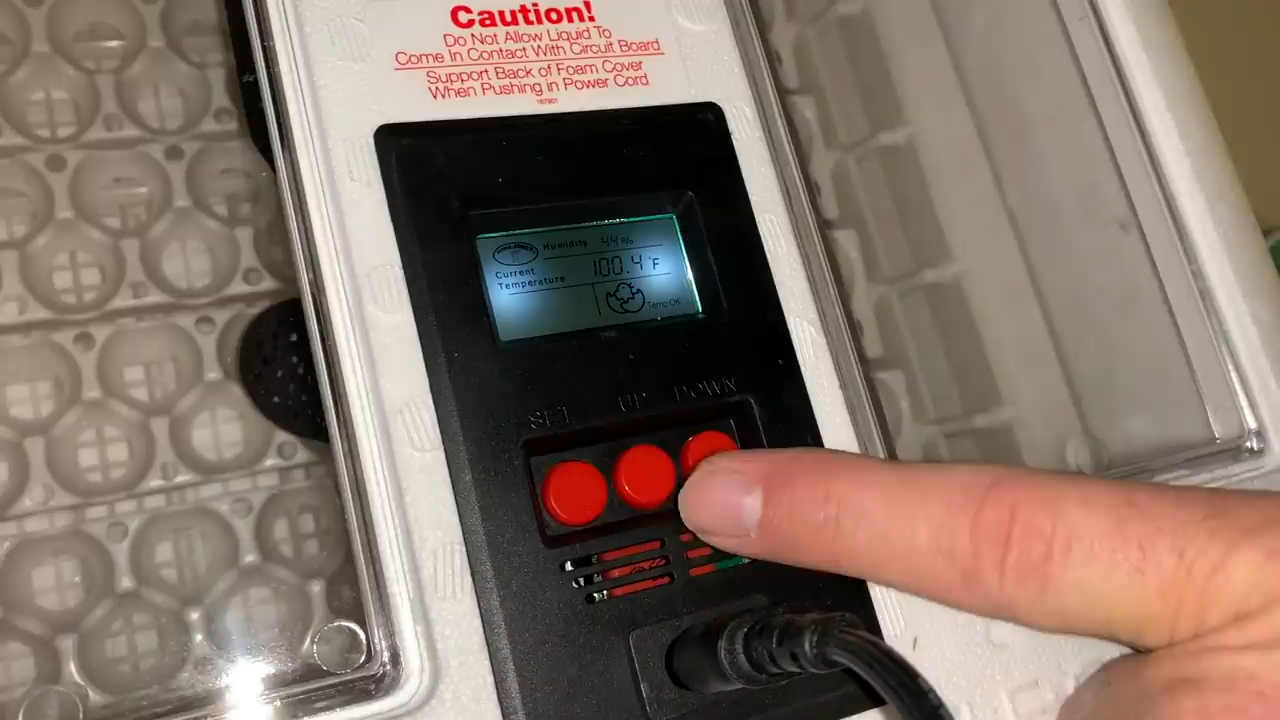 Caution!
Do Not Allow Liquid To
Come In Contact With Circuit Board
Support Back of Foam Cover
When Pushing in Power Cord
Humidity 44%
Current
Temperature 100.4°F
Temp OK
SET UP DOWN